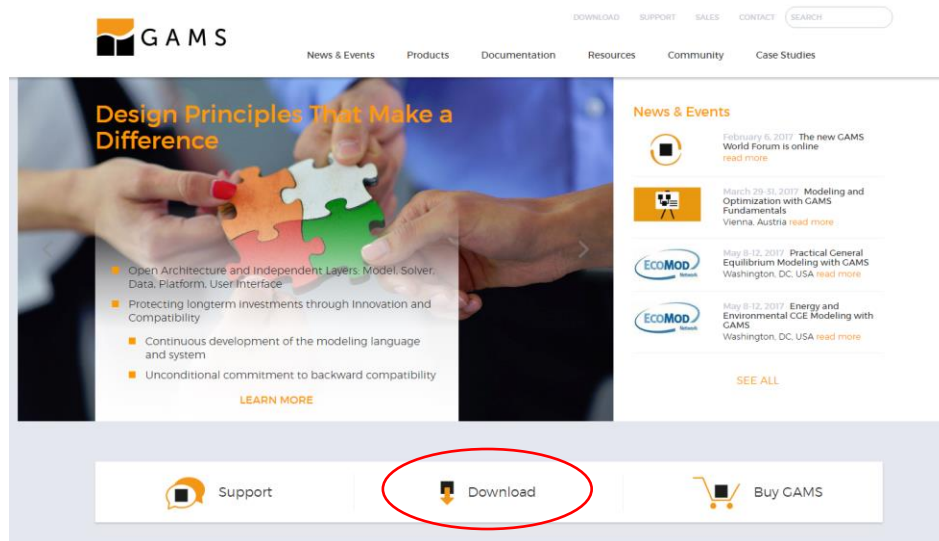 DOWNLOAD SUPPORT SALES CONTACT SEARCH
GAMS
News & Events Products Documentation Resources Community Case Studies
Design Principles That Make a
Difference
Open Architecture and Independent Layers: Model, Solver,
Data, Platform, User Interface
Protecting longterm investments through Innovation and
Compatibility
Continuous development of the modeling language
and system
Unconditional commitment to backward compatibility
LEARN MORE
News & Events
February 6, 2017 The new GAMS
World Forum is online
read more
March 29-31, 2017 Modeling and
Optimization with GAMS
Fundamentals
Vienna, Austria read more
ECOMOD
Network
May 8-12, 2017 Practical General
Equilibrium Modeling with GAMS
Washington, DC, USA read more
ECOMOD
Network
May 8-12, 2017 Energy and
Environmental CGE Modeling with
GAMS
Washington, DC, USA read more
SEE ALL
Support
Download
Buy GAMS